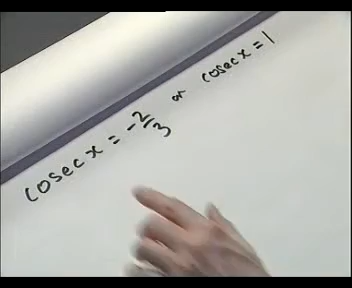 cosec x = -2/3 or cosec x = 1